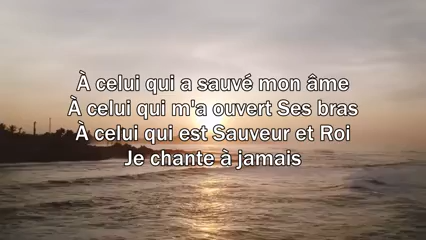 À celui qui a sauvé mon âme
À celui qui m'a ouvert Ses bras
À celui qui est Sauveur et Roi
Je chante à jamais